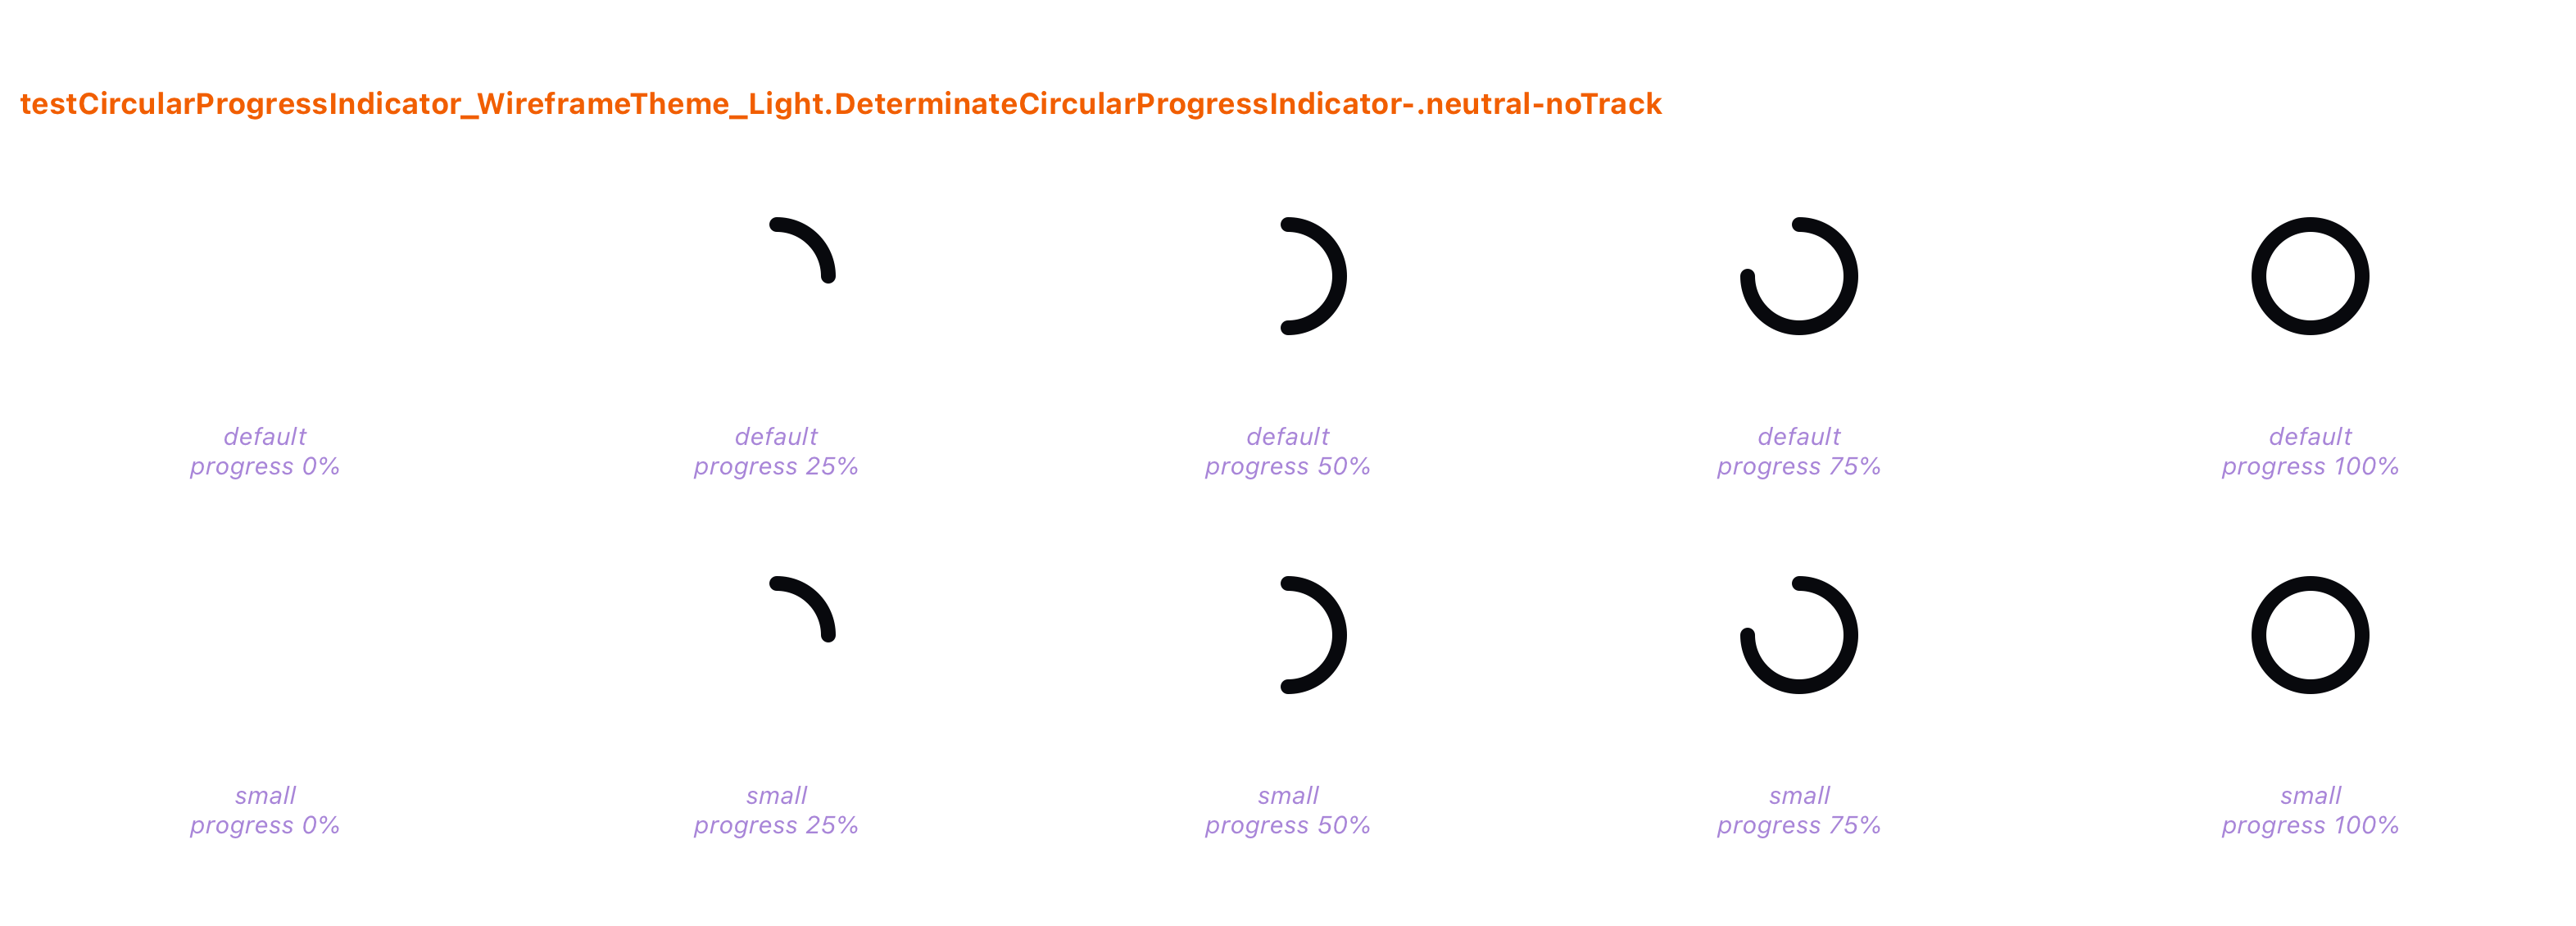 testCircularProgressIndicator_WireframeTheme_Light.DeterminateCircularProgressIndicator-.neutral-noTrack
default
progress 0%
default
progress 25%
default
progress 50%
default
progress 75%
default
progress 100%
small
progress 0%
small
progress 25%
small
progress 50%
small
progress 75%
small
progress 100%